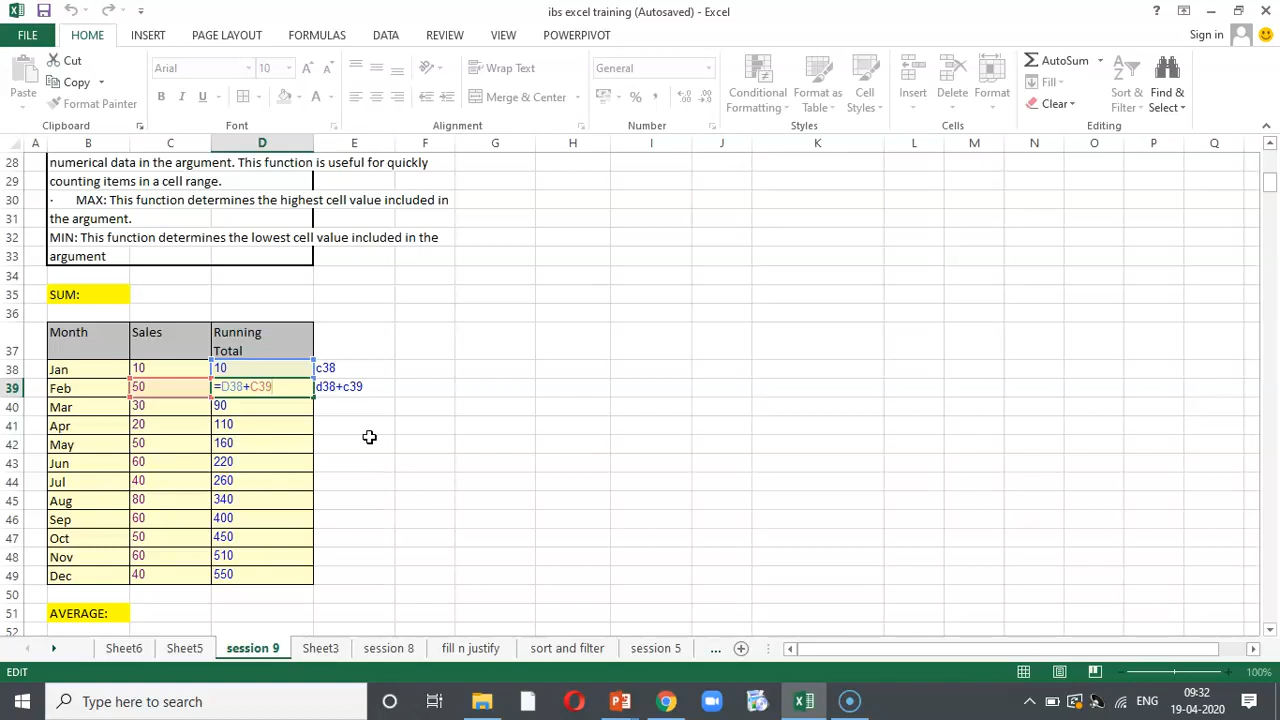 ibs excel training (Autosaved) - Excel
? Sign in
FILE HOME INSERT PAGE LAYOUT FORMULAS DATA REVIEW VIEW POWERPIVOT
Paste Cut Copy Format Painter
Arial 10 B I U
Wrap Text Merge & Center
General % ,
Conditional Formatting Format as Table Cell Styles
Insert Delete Format
AutoSum Fill Clear Sort & Filter Find & Select
Clipboard Font Alignment Number Styles Cells Editing
A B C D E F G H I J K L M N O P Q
28 numerical data in the argument. This function is useful for quickly
29 counting items in a cell range.
30 · MAX: This function determines the highest cell value included in
31 the argument.
32 MIN: This function determines the lowest cell value included in the
33 argument
34
35 SUM:
36
37 Month Sales Running Total
38 Jan 10 10 c38
39 Feb 50 =D38+C39 d38+c39
40 Mar 30 90
41 Apr 20 110
42 May 50 160
43 Jun 60 220
44 Jul 40 260
45 Aug 80 340
46 Sep 60 400
47 Oct 50 450
48 Nov 60 510
49 Dec 40 550
50
51 AVERAGE:
52
Sheet6 Sheet5 session 9 Sheet3 session 8 fill n justify sort and filter session 5 ...
EDIT 100%
Type here to search
ENG
09:32
19-04-2020